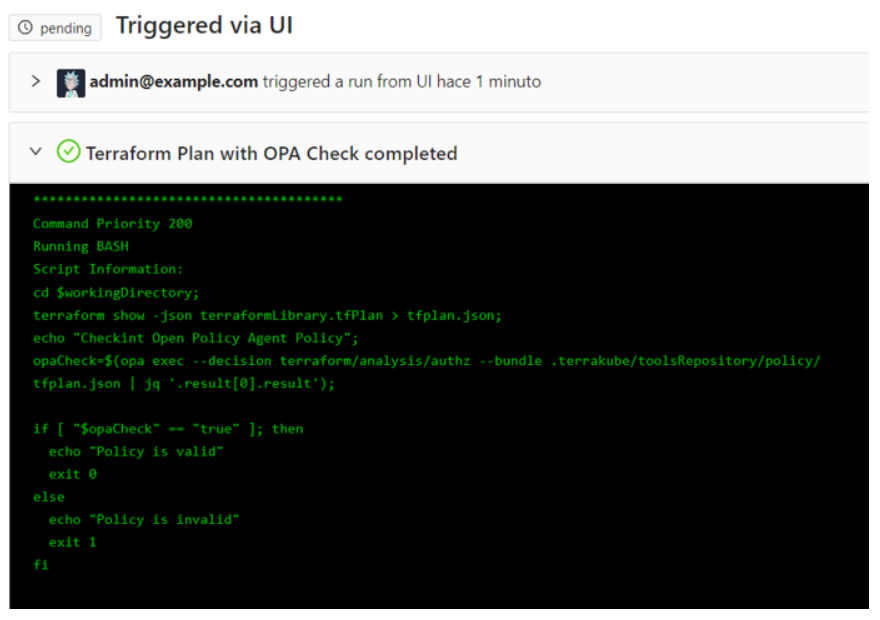 pending Triggered via UI
admin@example.com triggered a run from UI hace 1 minuto
Terraform Plan with OPA Check completed
****************************************
Command Priority 200
Running BASH
Script Information:
cd $workingDirectory;
terraform show -json terraformLibrary.tfPlan > tfplan.json;
echo "Checkint Open Policy Agent Policy";
opaCheck=$(opa exec --decision terraform/analysis/authz --bundle .terrakube/toolsRepository/policy/
tfplan.json | jq '.result[0].result');
if [ "$opaCheck" == "true" ]; then
echo "Policy is valid"
exit 0
else
echo "Policy is invalid"
exit 1
fi